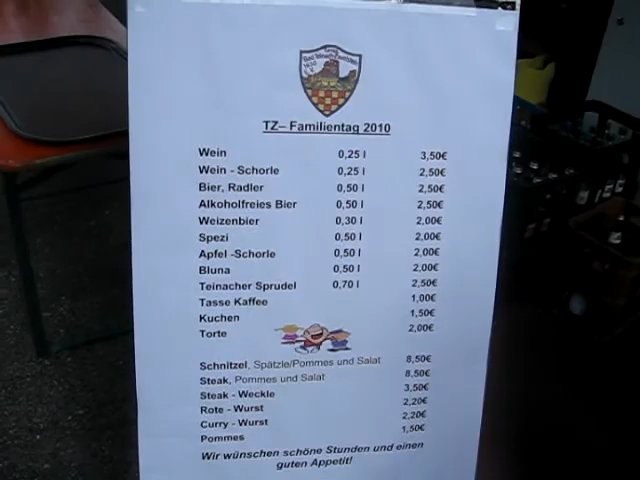 TZ– Familientag 2010
Wein 0,25 l 3,50€
Wein - Schorle 0,25 l 2,50€
Bier, Radler 0,50 l 2,50€
Alkoholfreies Bier 0,50 l 2,50€
Weizenbier 0,30 l 2,00€
Spezi 0,50 l 2,00€
Apfel -Schorle 0,50 l 2,00€
Bluna 0,50 l 2,00€
Teinacher Sprudel 0,70 l 2,50€
Tasse Kaffee 1,00€
Kuchen 1,50€
Torte 2,00€
Schnitzel, Spätzle/Pommes und Salat 8,50€
Steak, Pommes und Salat 8,50€
Steak - Weckle 3,50€
Rote - Wurst 2,20€
Curry - Wurst 2,20€
Pommes 1,50€
Wir wünschen schöne Stunden und einen
guten Appetit!